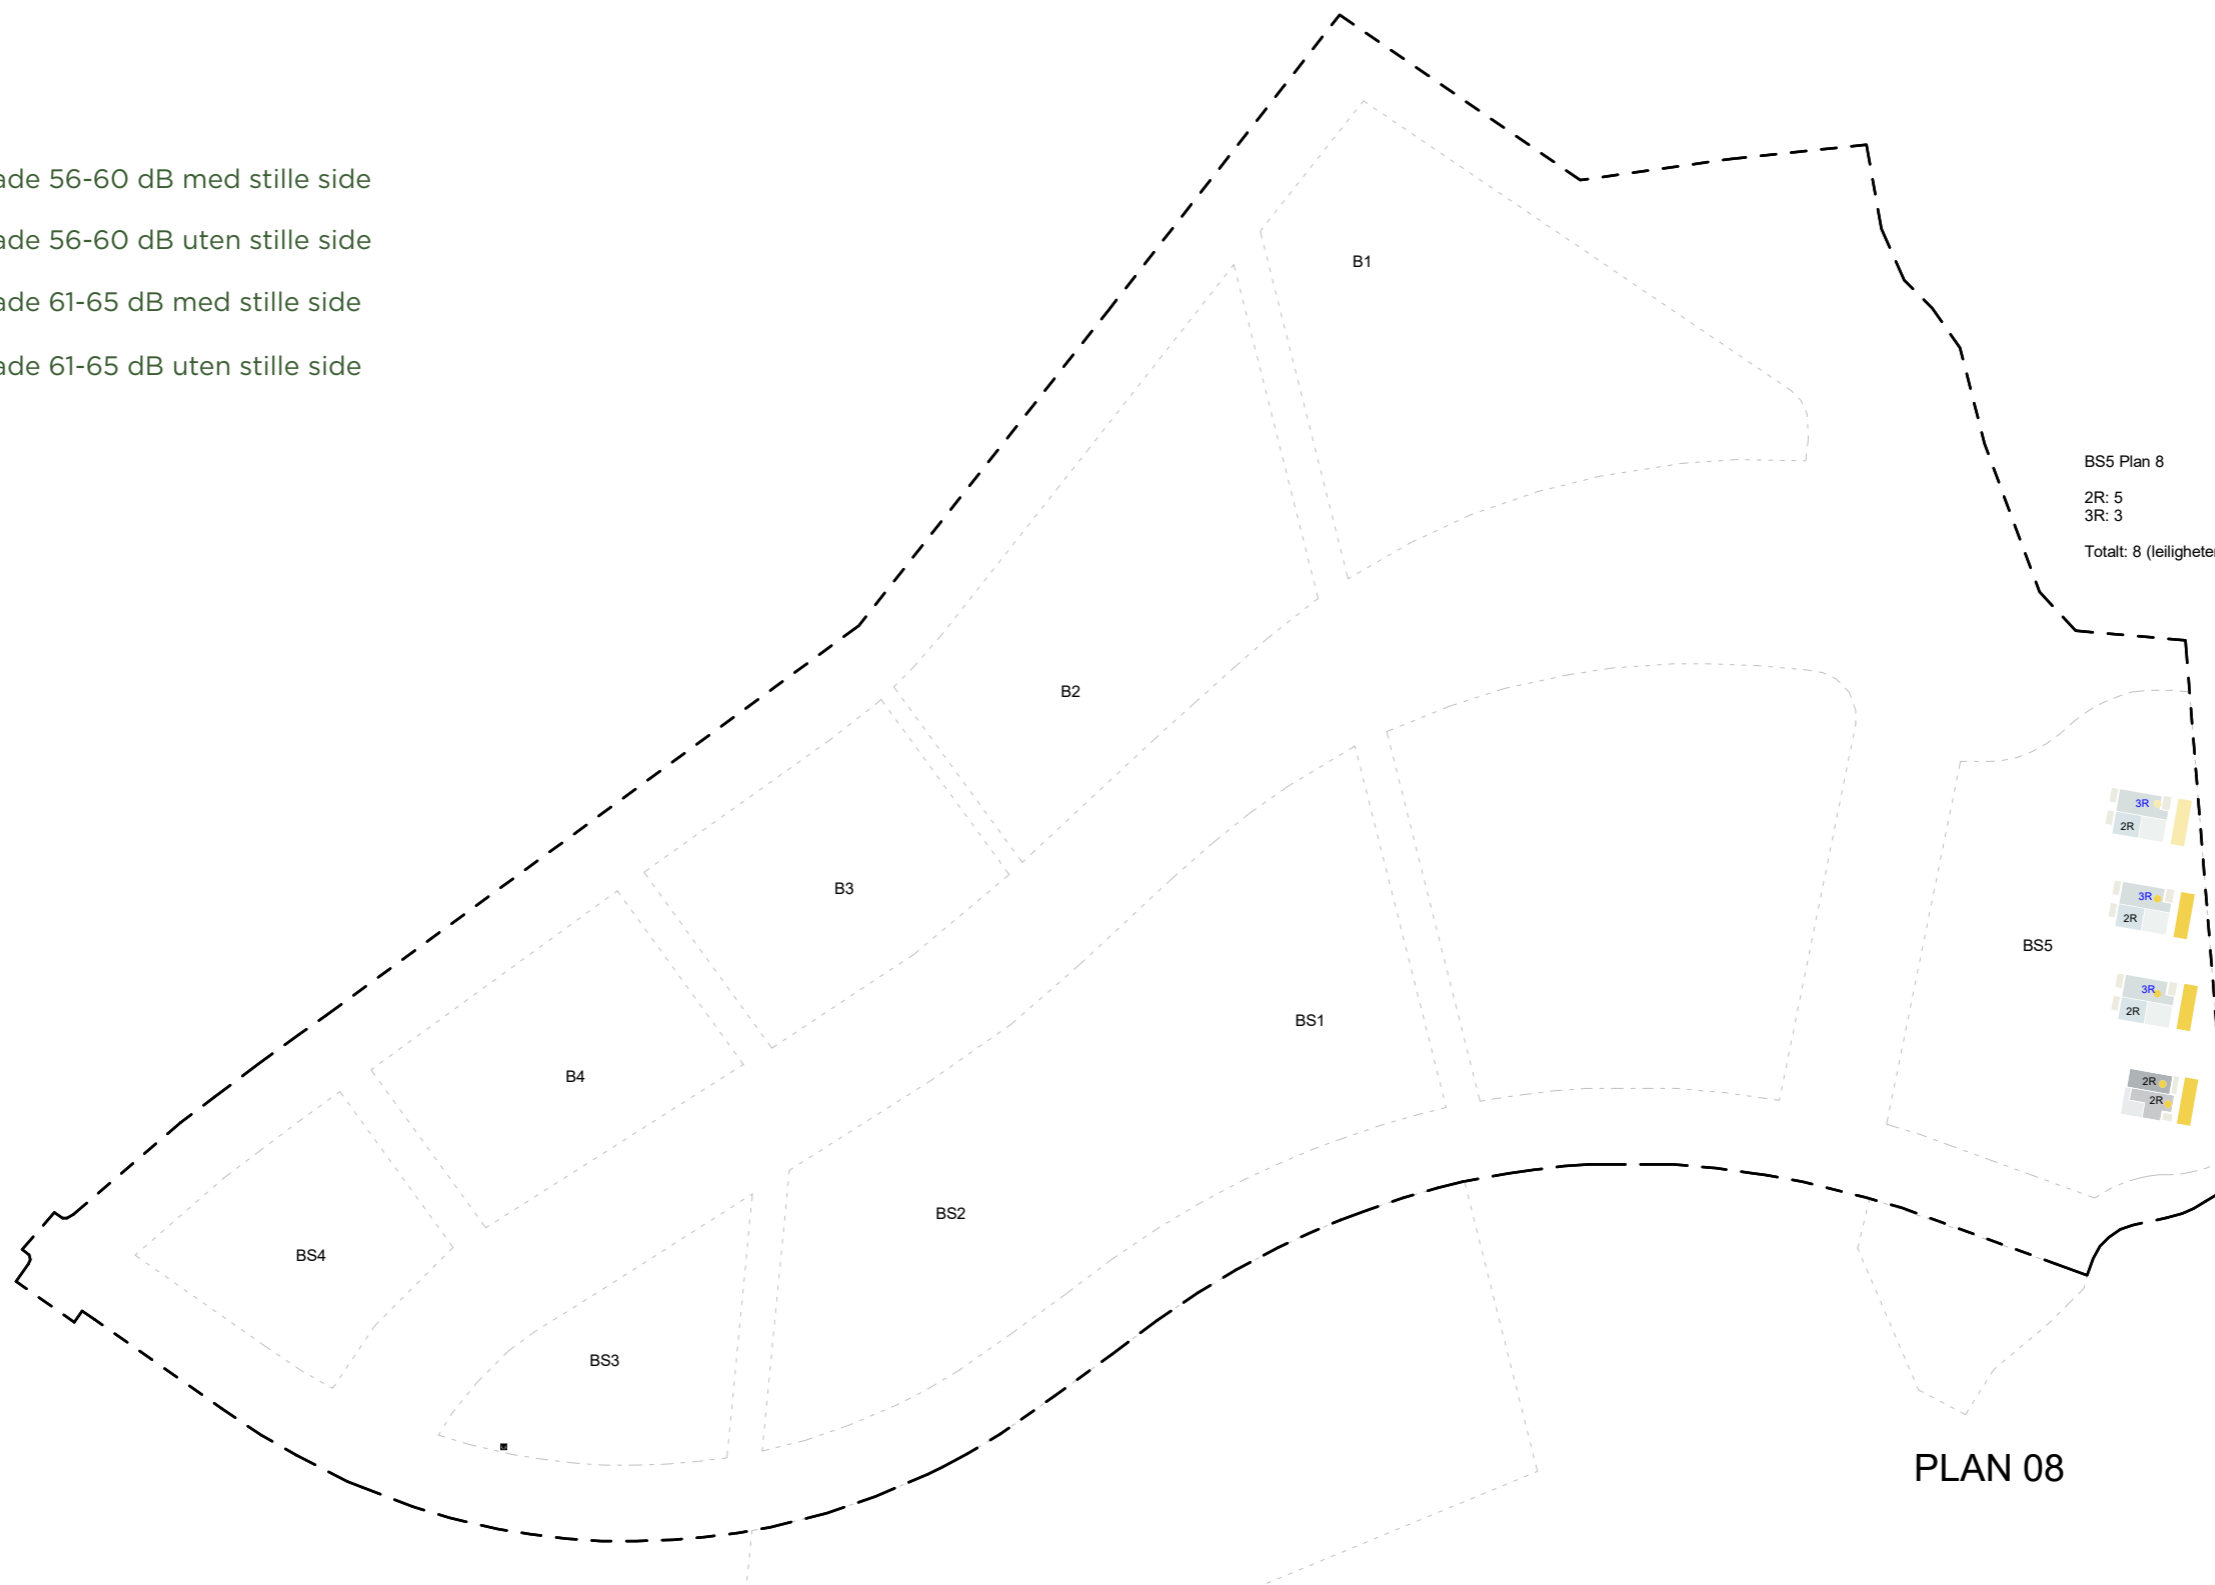 ade 56-60 dB med stille side
ade 56-60 dB uten stille side
ade 61-65 dB med stille side
ade 61-65 dB uten stille side
B1
BS5 Plan 8
2R: 5
3R: 3
Totalt: 8 (leiligheter
B2
3R
2R
B3
3R
2R
BS5
BS1
3R
2R
B4
2R
2R
BS2
BS4
BS3
PLAN 08